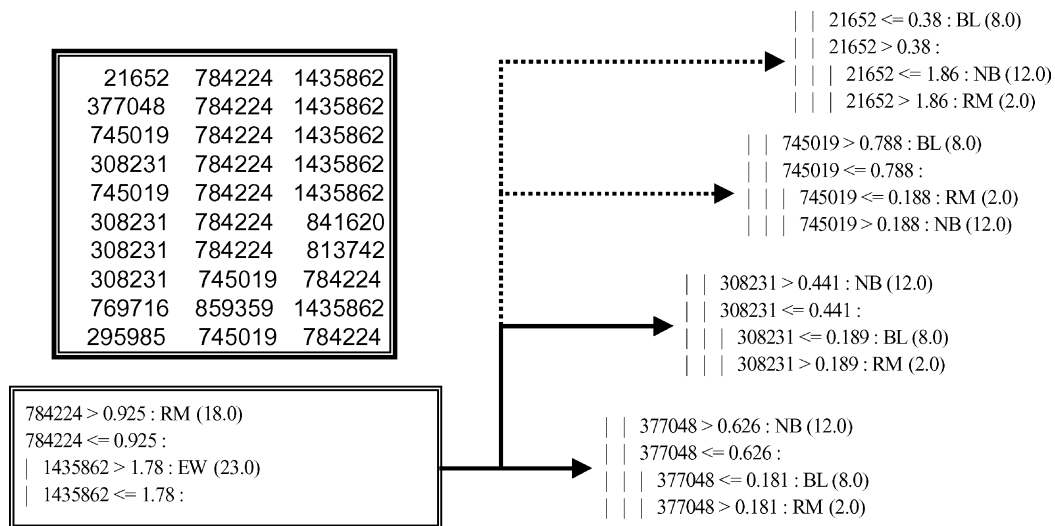 21652 784224 1435862
377048 784224 1435862
745019 784224 1435862
308231 784224 1435862
745019 784224 1435862
308231 784224 841620
308231 784224 813742
308231 745019 784224
769716 859359 1435862
295985 745019 784224
784224 > 0.925 : RM (18.0)
784224 <= 0.925 :
| 1435862 > 1.78 : EW (23.0)
| 1435862 <= 1.78 :
| | 21652 <= 0.38 : BL (8.0)
| | 21652 > 0.38 :
| | | 21652 <= 1.86 : NB (12.0)
| | | 21652 > 1.86 : RM (2.0)
| | 745019 > 0.788 : BL (8.0)
| | 745019 <= 0.788 :
| | | 745019 <= 0.188 : RM (2.0)
| | | 745019 > 0.188 : NB (12.0)
| | 308231 > 0.441 : NB (12.0)
| | 308231 <= 0.441 :
| | | 308231 <= 0.189 : BL (8.0)
| | | 308231 > 0.189 : RM (2.0)
| | 377048 > 0.626 : NB (12.0)
| | 377048 <= 0.626 :
| | | 377048 <= 0.181 : BL (8.0)
| | | 377048 > 0.181 : RM (2.0)